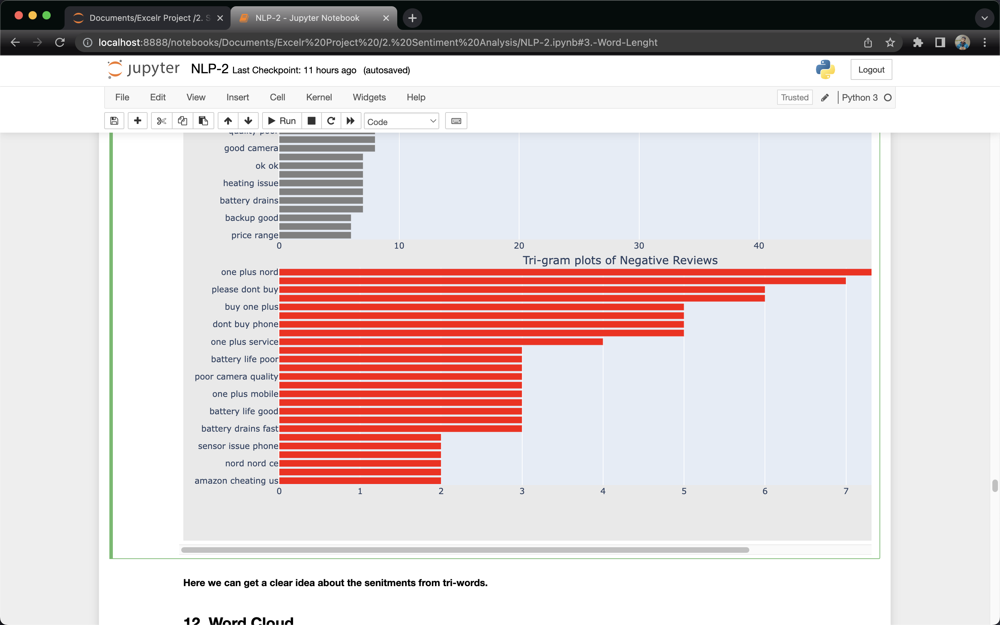 Documents/Excelr Project /2. S
NLP-2 - Jupyter Notebook
localhost:8888/notebooks/Documents/Excelr%20Project%20/2.%20Sentiment%20Analysis/NLP-2.ipynb#3.-Word-Lenght
jupyter NLP-2 Last Checkpoint: 11 hours ago (autosaved)
Logout
File Edit View Insert Cell Kernel Widgets Help
Trusted
Python 3
Run
Code
quality poor
good camera
ok ok
heating issue
battery drains
backup good
price range
0 10 20 30 40
Tri-gram plots of Negative Reviews
one plus nord
please dont buy
buy one plus
dont buy phone
one plus service
battery life poor
poor camera quality
one plus mobile
battery life good
battery drains fast
sensor issue phone
nord nord ce
amazon cheating us
0 1 2 3 4 5 6 7
Here we can get a clear idea about the senitments from tri-words.
12. Word Cloud